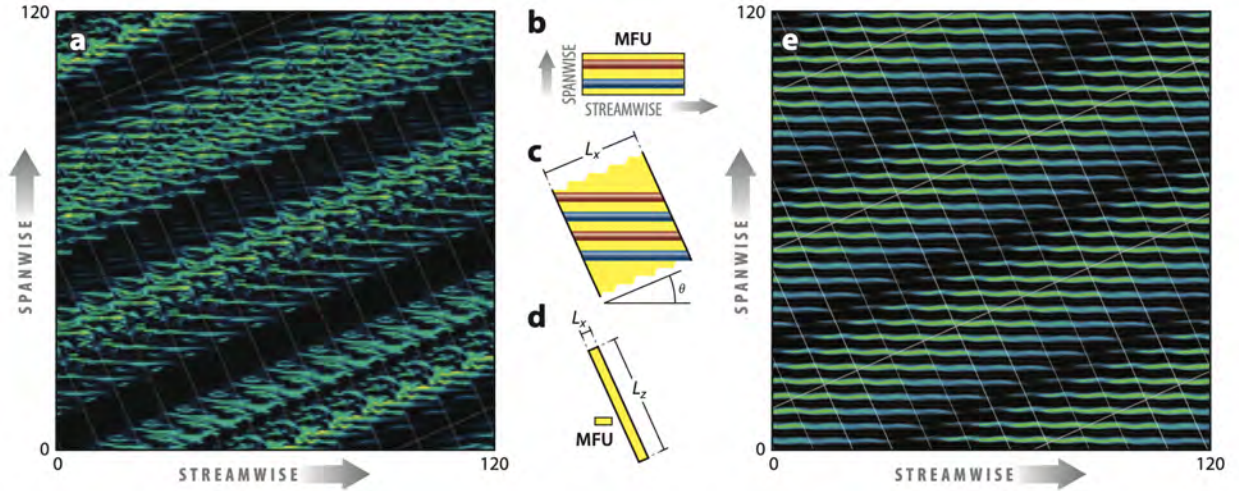 120
a
SPANWISE
0
0
120
STREAMWISE
b
MFU
SPANWISE
STREAMWISE
c
Lx
θ
d
Lx
Lz
MFU
120
e
SPANWISE
0
0
120
STREAMWISE